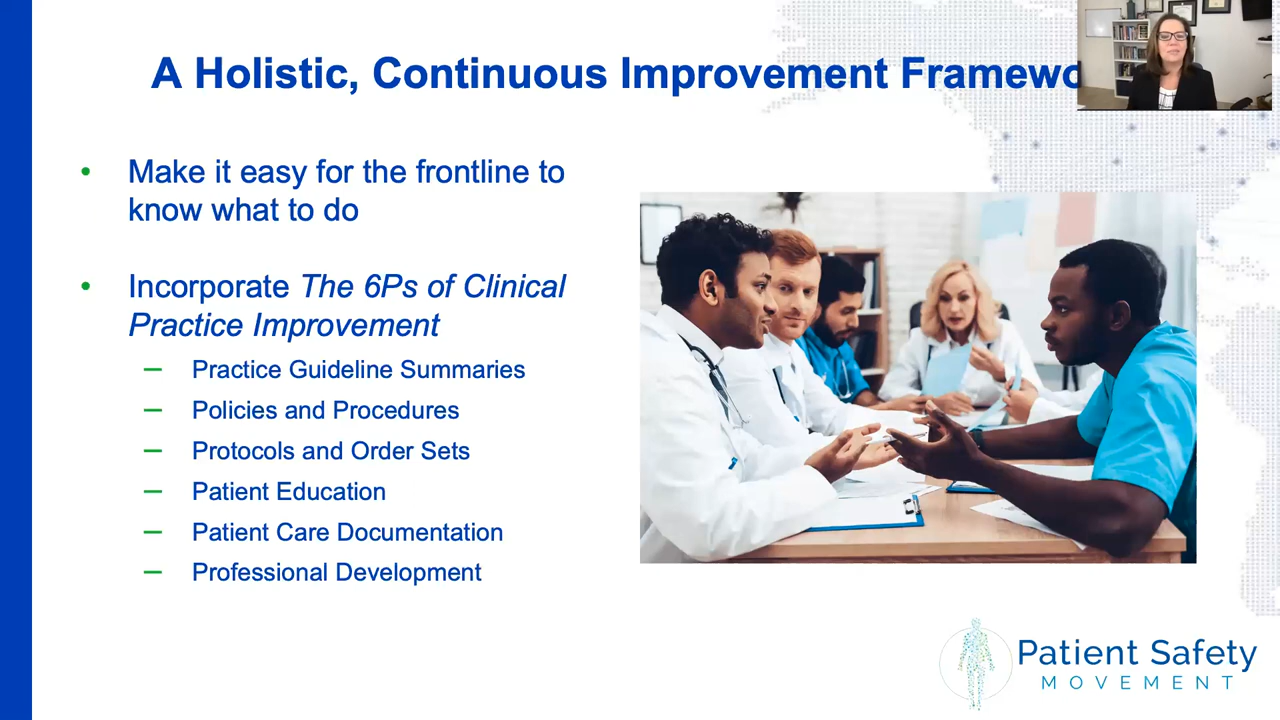 A Holistic, Continuous Improvement Framewo
• Make it easy for the frontline to
know what to do
• Incorporate The 6Ps of Clinical
Practice Improvement
– Practice Guideline Summaries
– Policies and Procedures
– Protocols and Order Sets
– Patient Education
– Patient Care Documentation
– Professional Development
Patient Safety
MOVEMENT